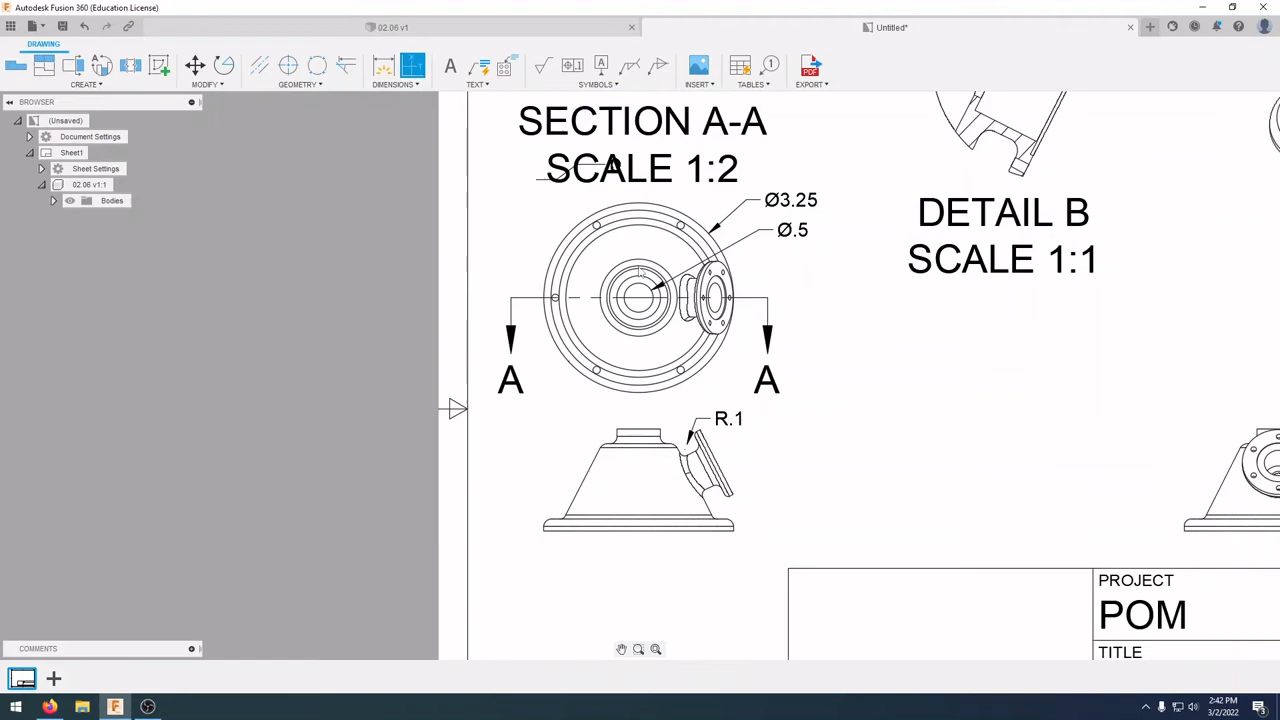 Autodesk Fusion 360 (Education License)
02.06 v1
Untitled*
DRAWING
CREATE
MODIFY
GEOMETRY
DIMENSIONS
TEXT
SYMBOLS
INSERT
TABLES
EXPORT
BROWSER
(Unsaved)
Document Settings
Sheet1
Sheet Settings
02.06 v1:1
Bodies
SECTION A-A
SCALE 1:2
Ø3.25
Ø.5
DETAIL B
SCALE 1:1
A
A
R.1
PROJECT
POM
TITLE
COMMENTS
2:42 PM
3/2/2022